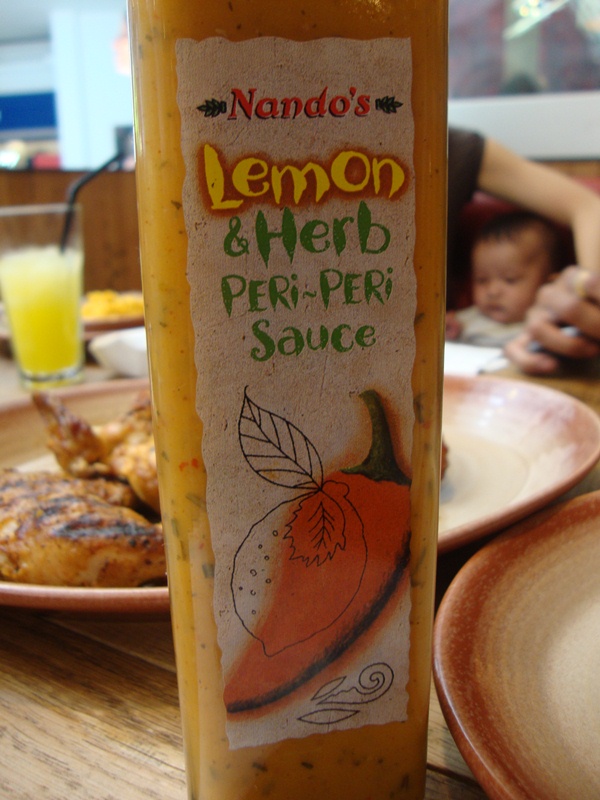 Nando's
Lemon
& Herb
PERi-PERi
Sauce